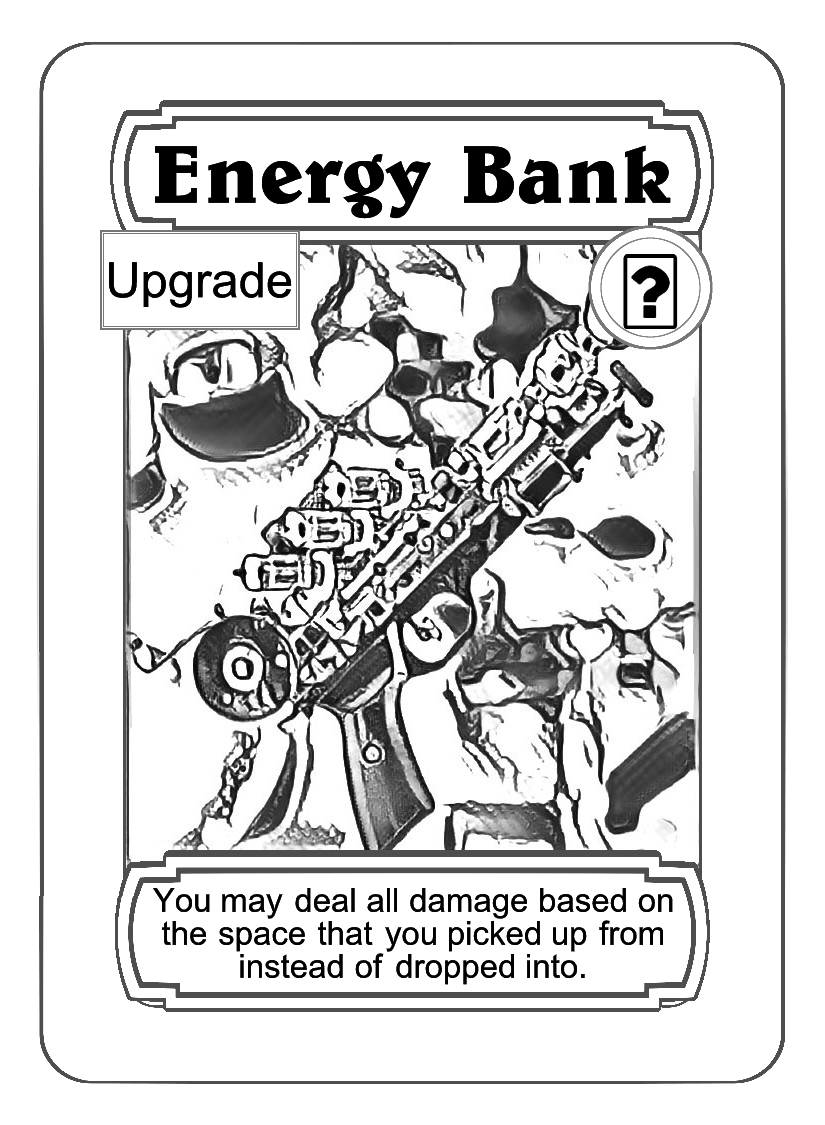 Energy Bank
Upgrade
?
You may deal all damage based on
the space that you picked up from
instead of dropped into.